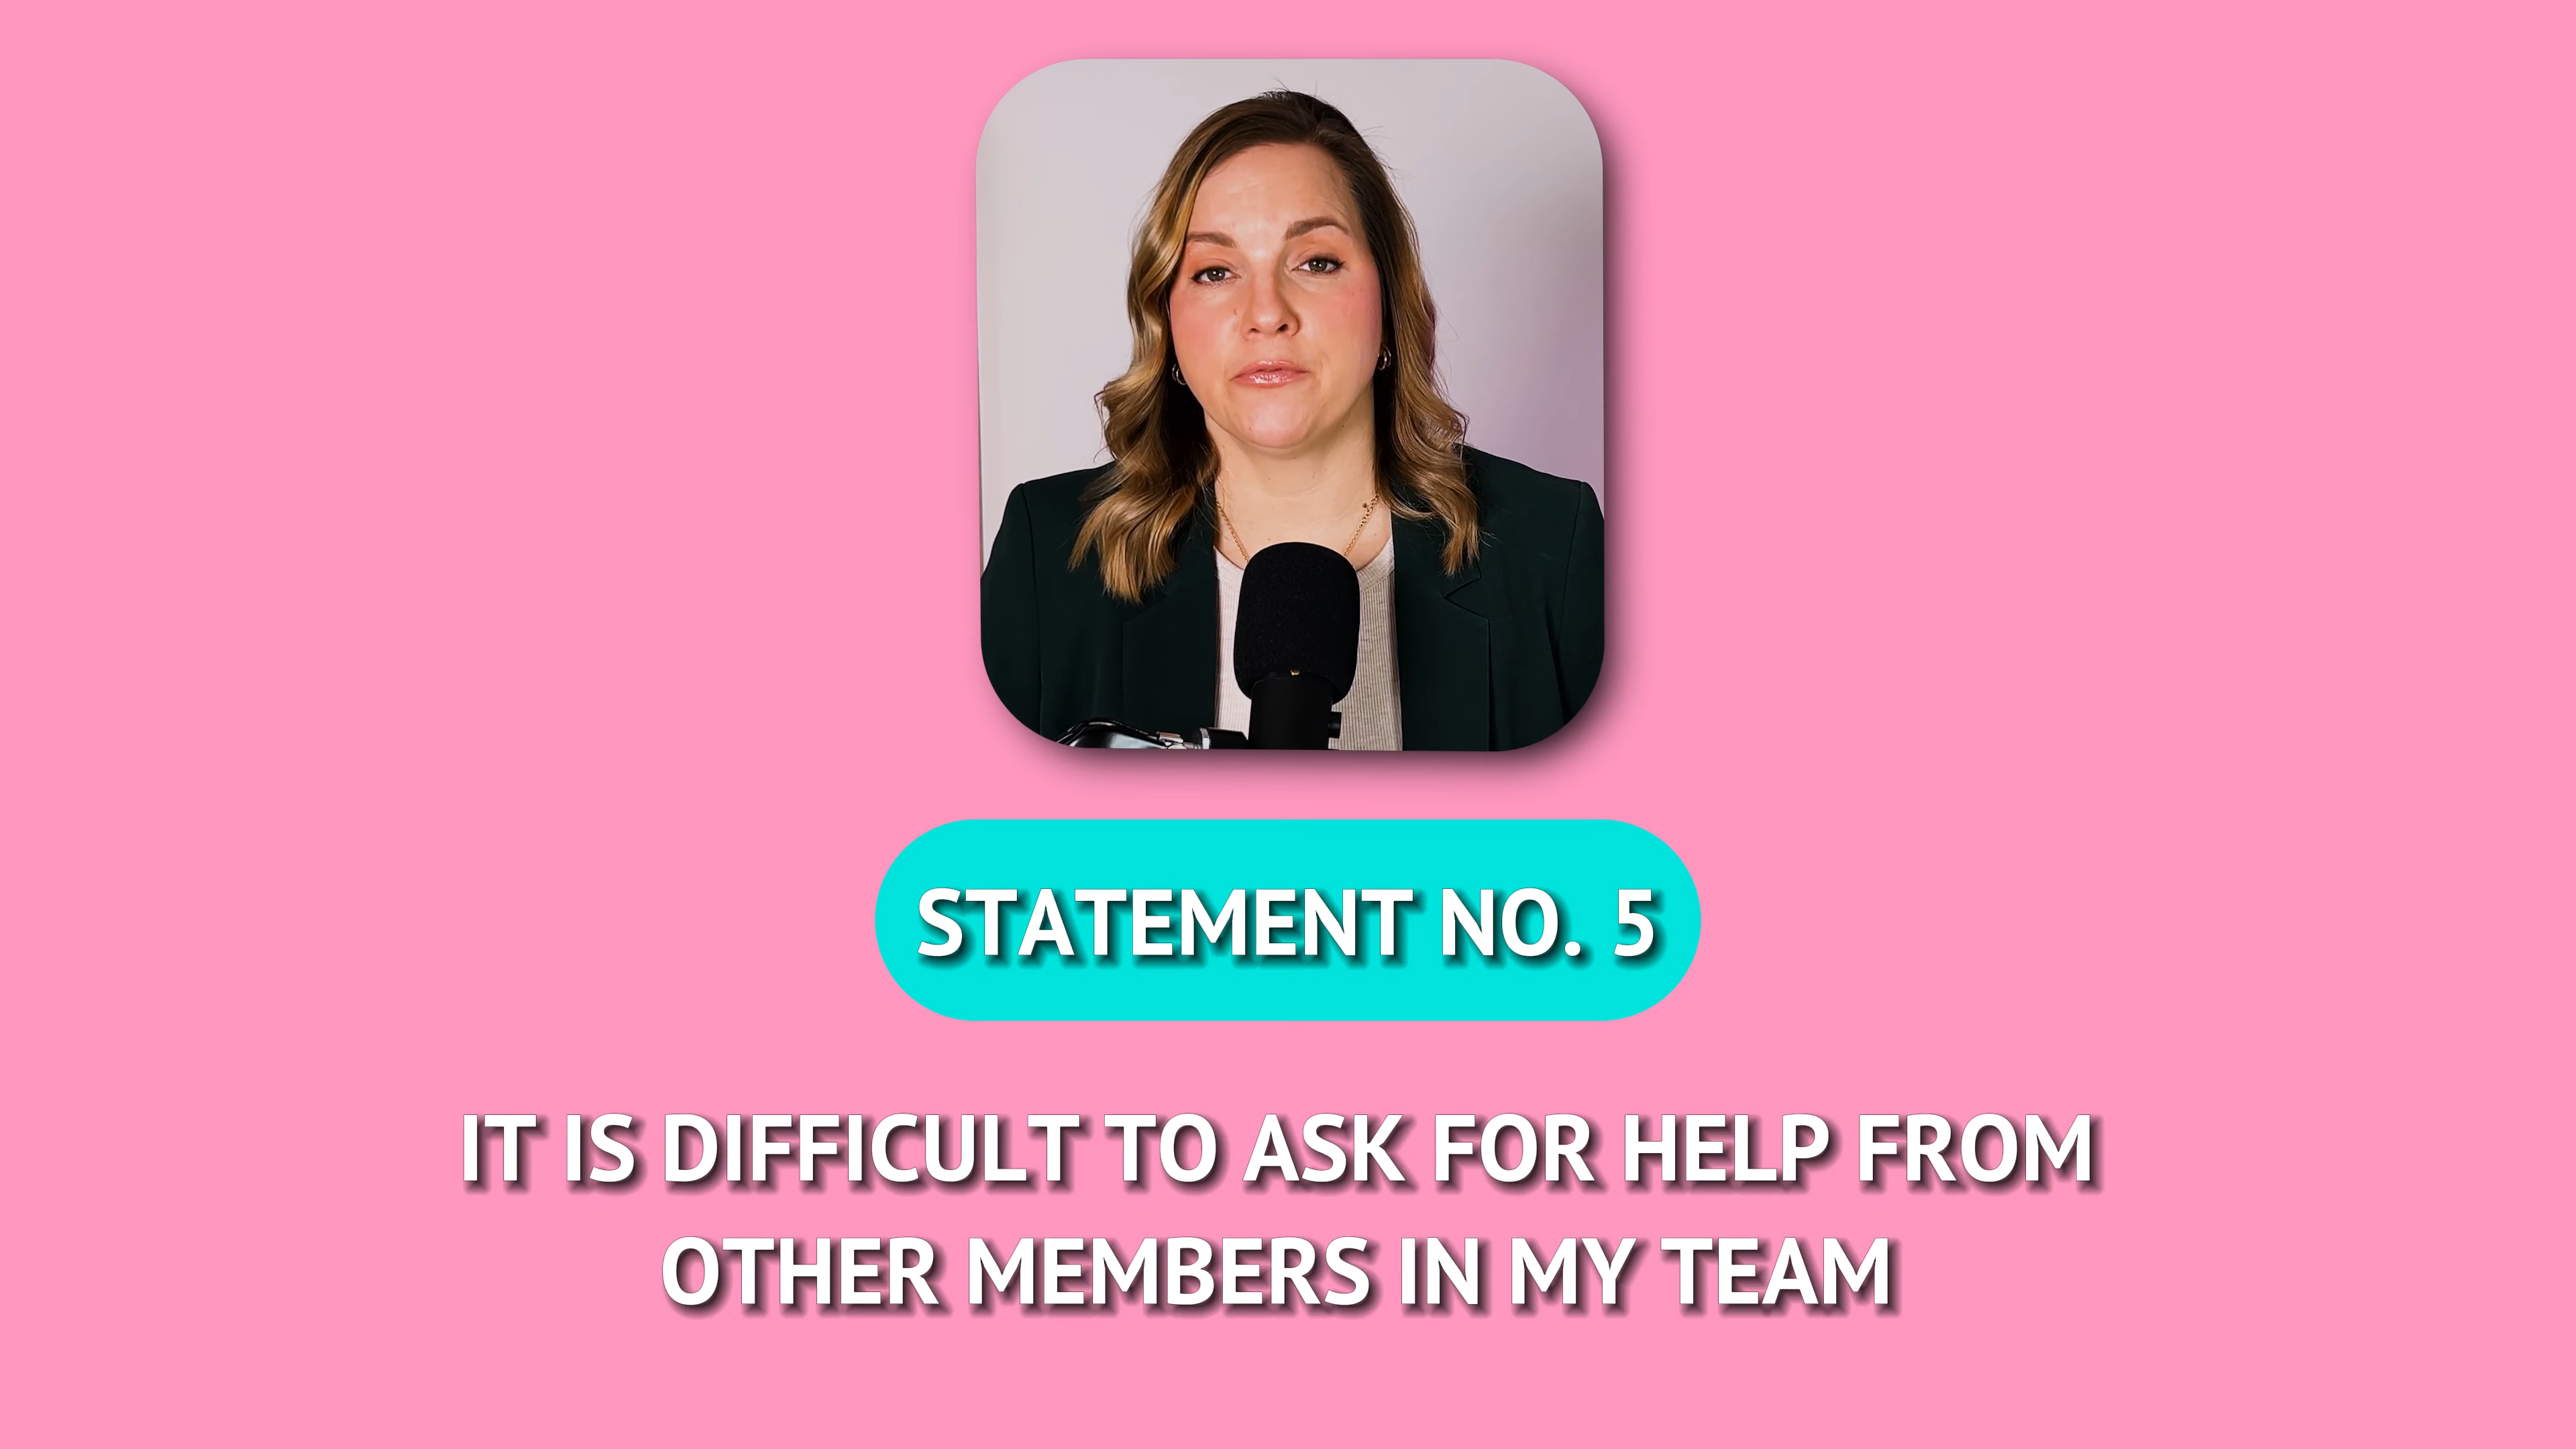 STATEMENT NO. 5
IT IS DIFFICULT TO ASK FOR HELP FROM
OTHER MEMBERS IN MY TEAM